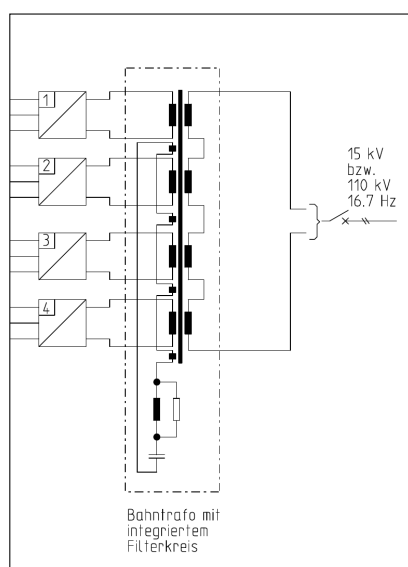 1
2
3
4
15 kV
bzw.
110 kV
16.7 Hz
Bahntrafo mit
integriertem
Filterkreis